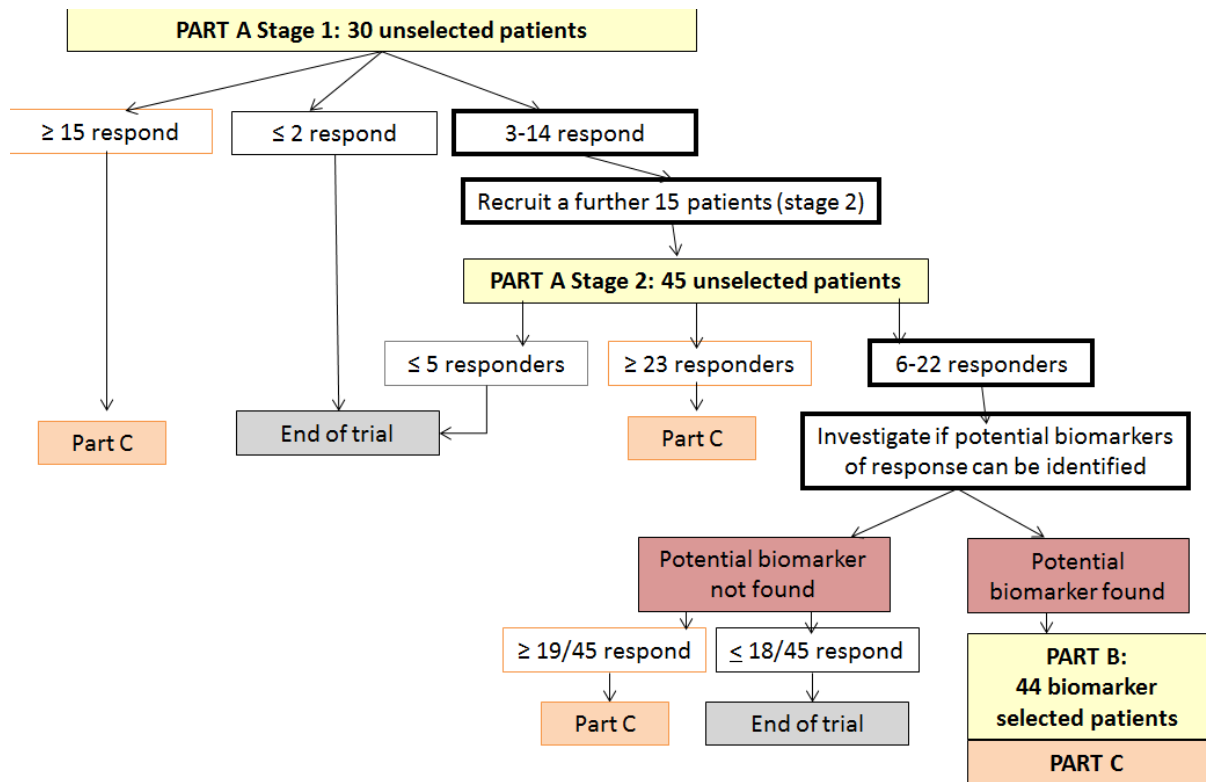 PART A Stage 1: 30 unselected patients
≥ 15 respond
≤ 2 respond
3-14 respond
Recruit a further 15 patients (stage 2)
PART A Stage 2: 45 unselected patients
≤ 5 responders
≥ 23 responders
6-22 responders
Part C
End of trial
Part C
Investigate if potential biomarkers
of response can be identified
Potential biomarker
not found
Potential
biomarker found
≥ 19/45 respond
≤ 18/45 respond
PART B:
44 biomarker
selected patients
Part C
End of trial
PART C